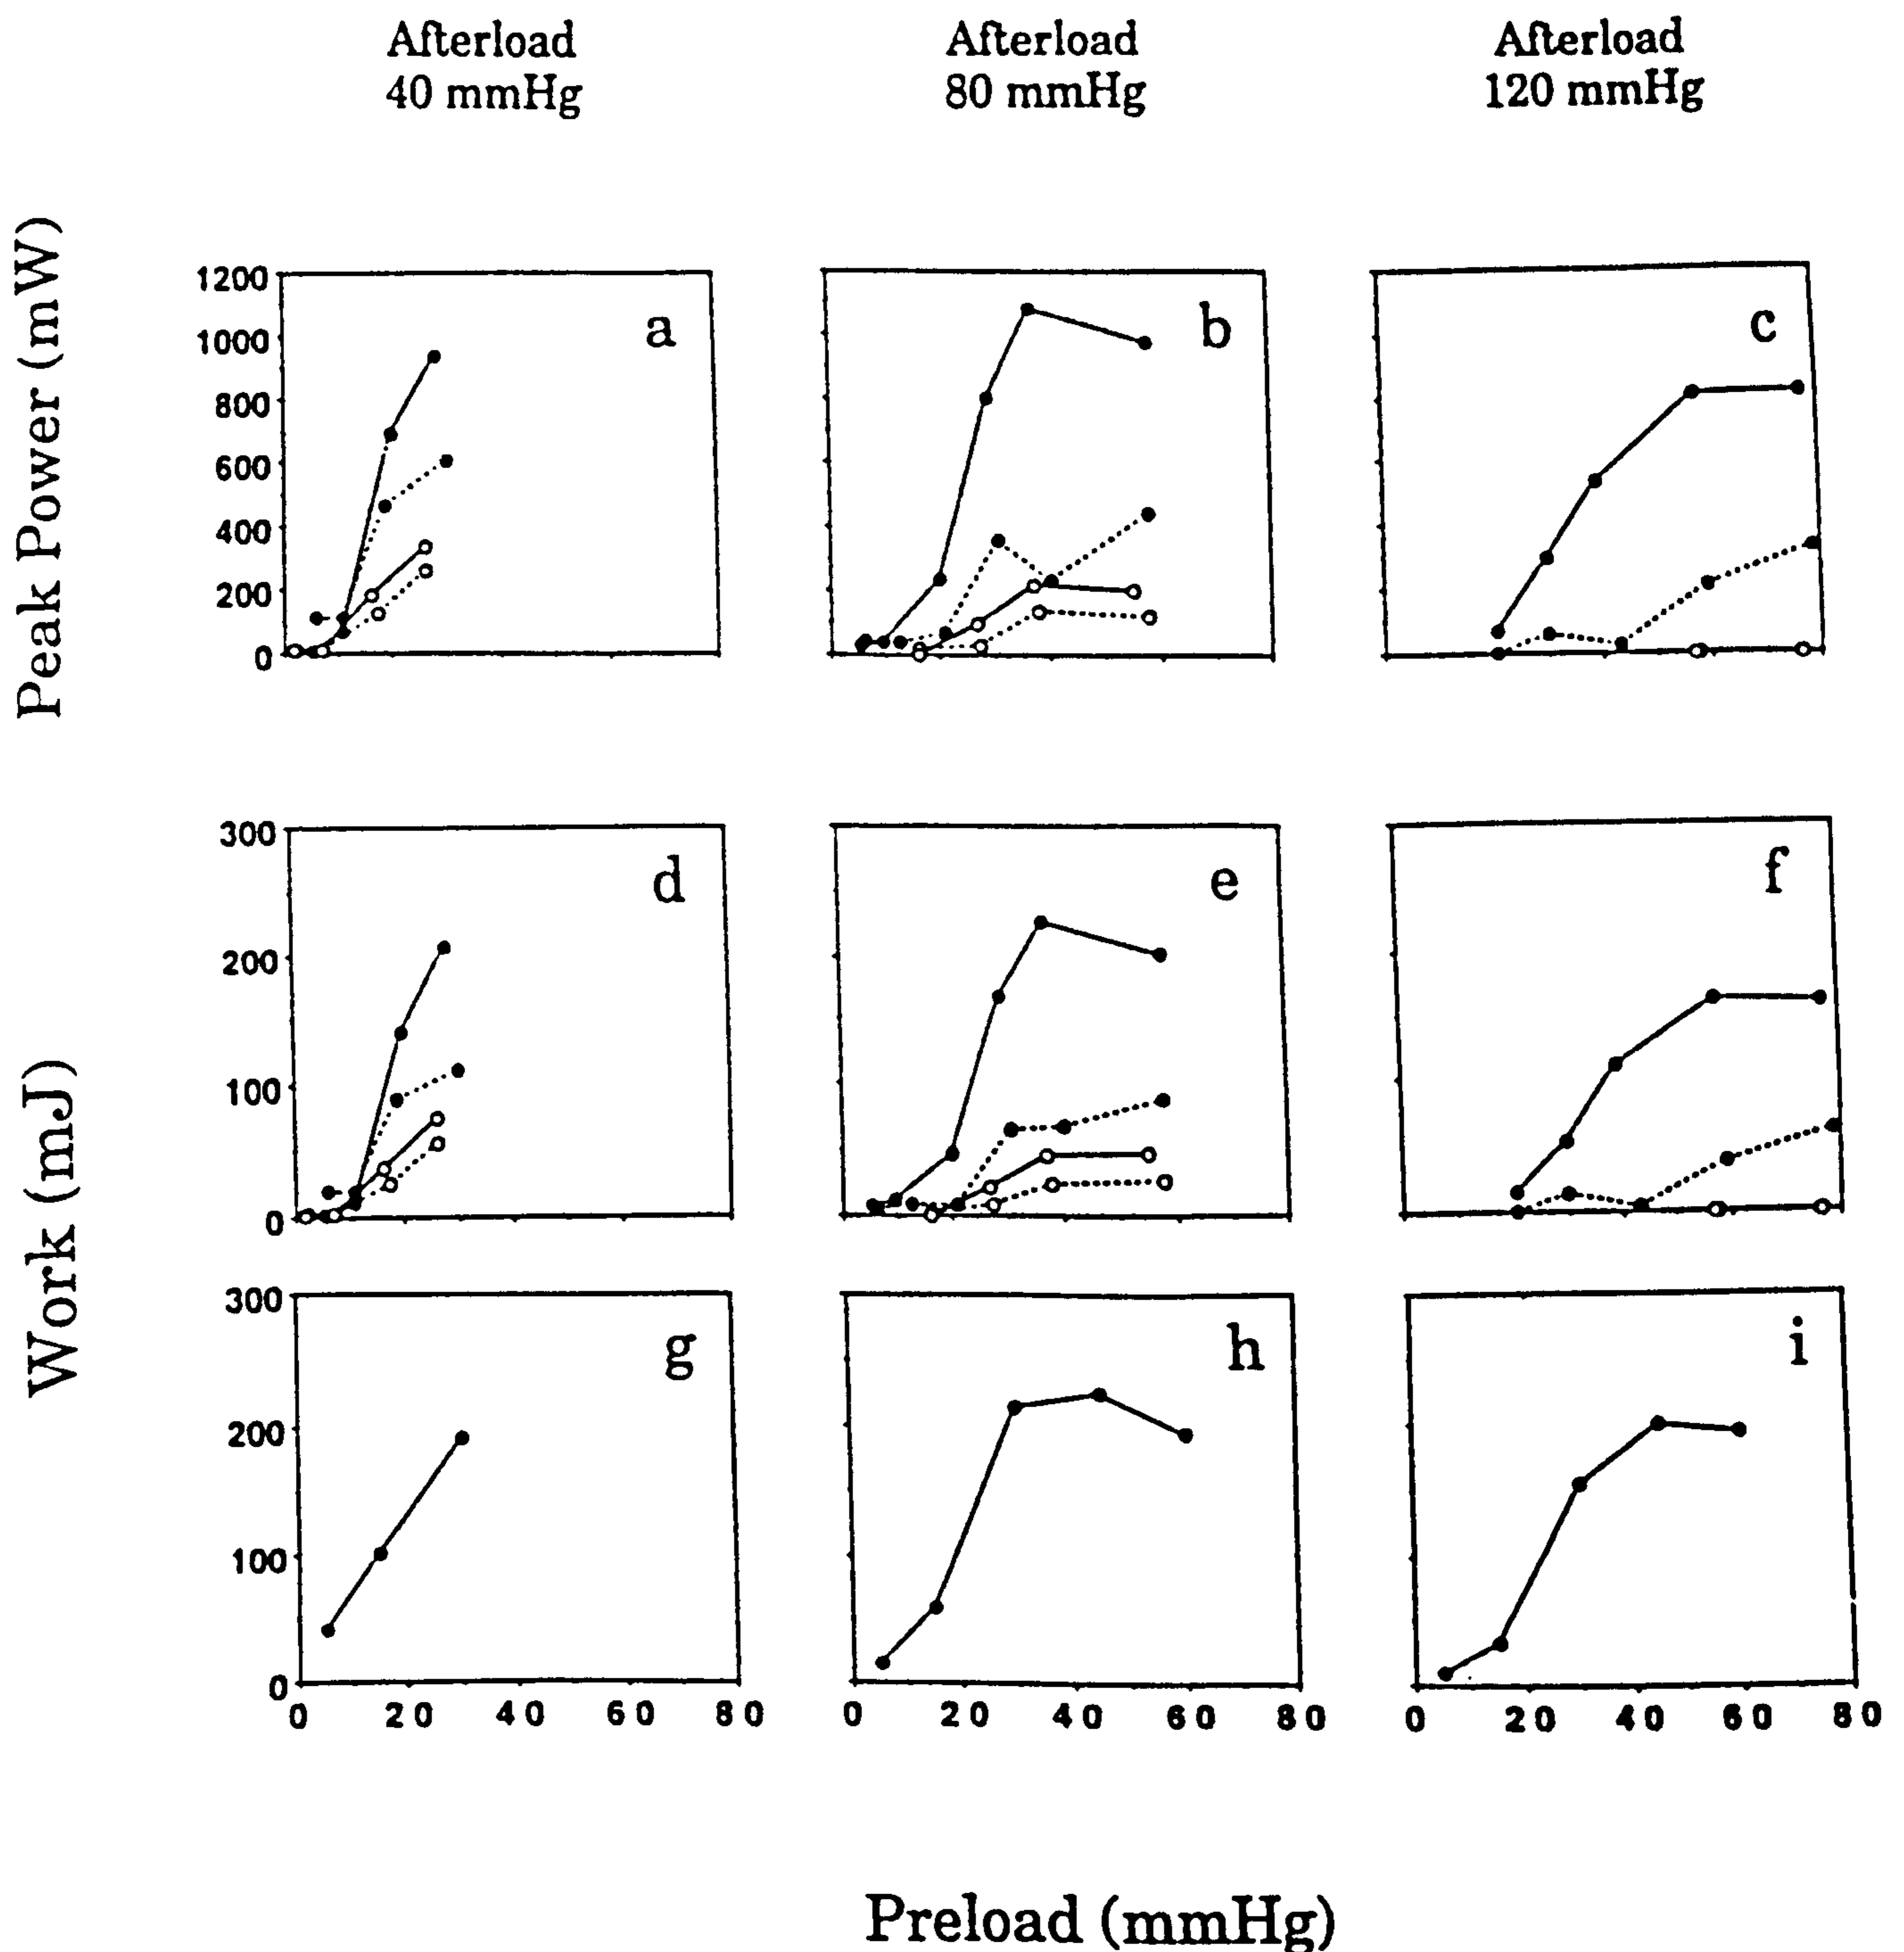 Afterload
40 mmHg
Afterload
80 mmHg
Afterload
120 mmHg
Peak Power (mW)
1200
1000
800
600
400
200
0
a
b
c
Work (mJ)
300
200
100
0
d
e
f
300
200
100
0
g
h
i
0 20 40 60 80
0 20 40 60 80
0 20 40 60 80
Preload (mmHg)